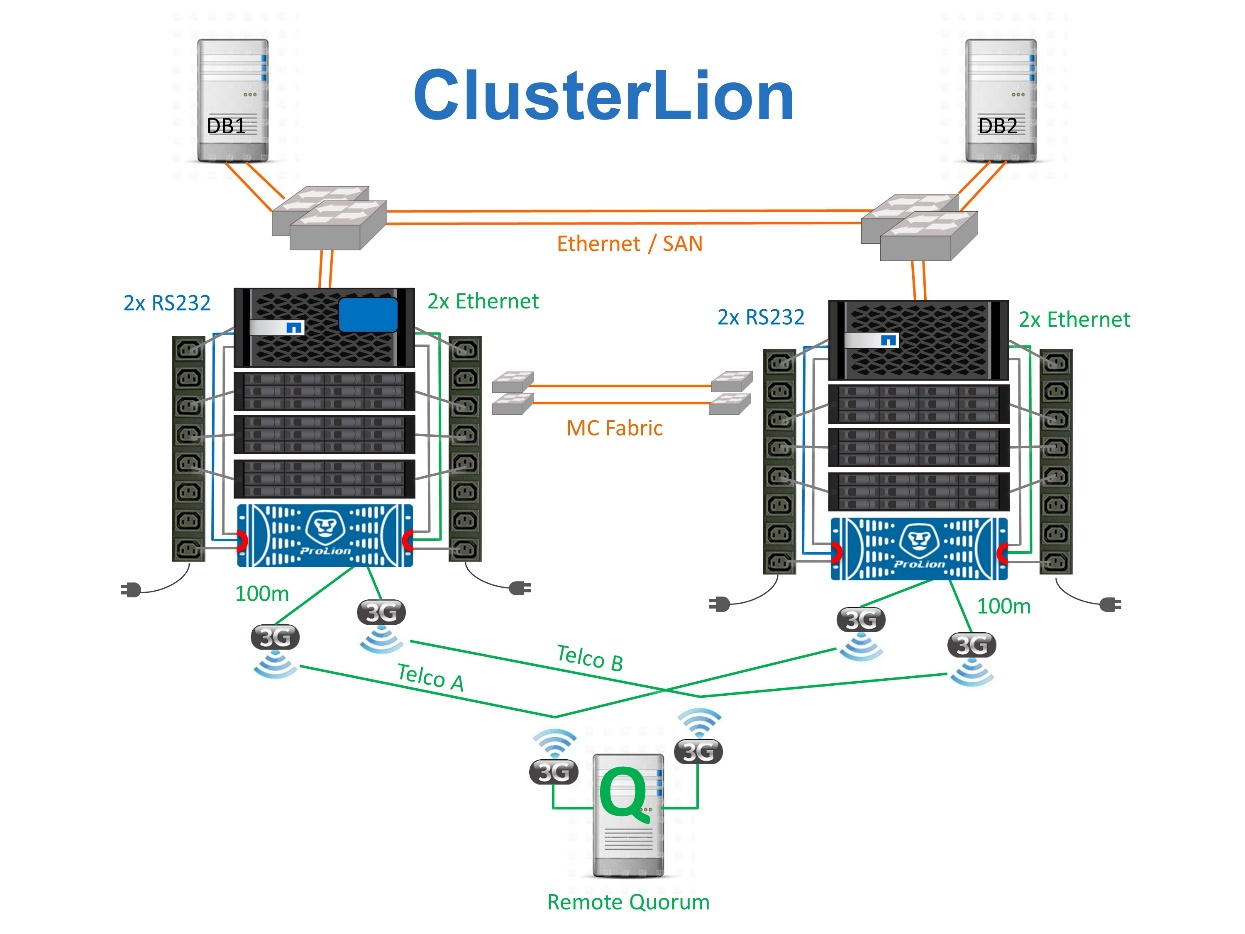 ClusterLion
DB1
DB2
Ethernet / SAN
2x RS232
2x Ethernet
2x RS232
2x Ethernet
MC Fabric
ProLion
ProLion
100m
100m
3G
3G
3G
3G
Telco B
Telco A
3G
3G
Q
Remote Quorum